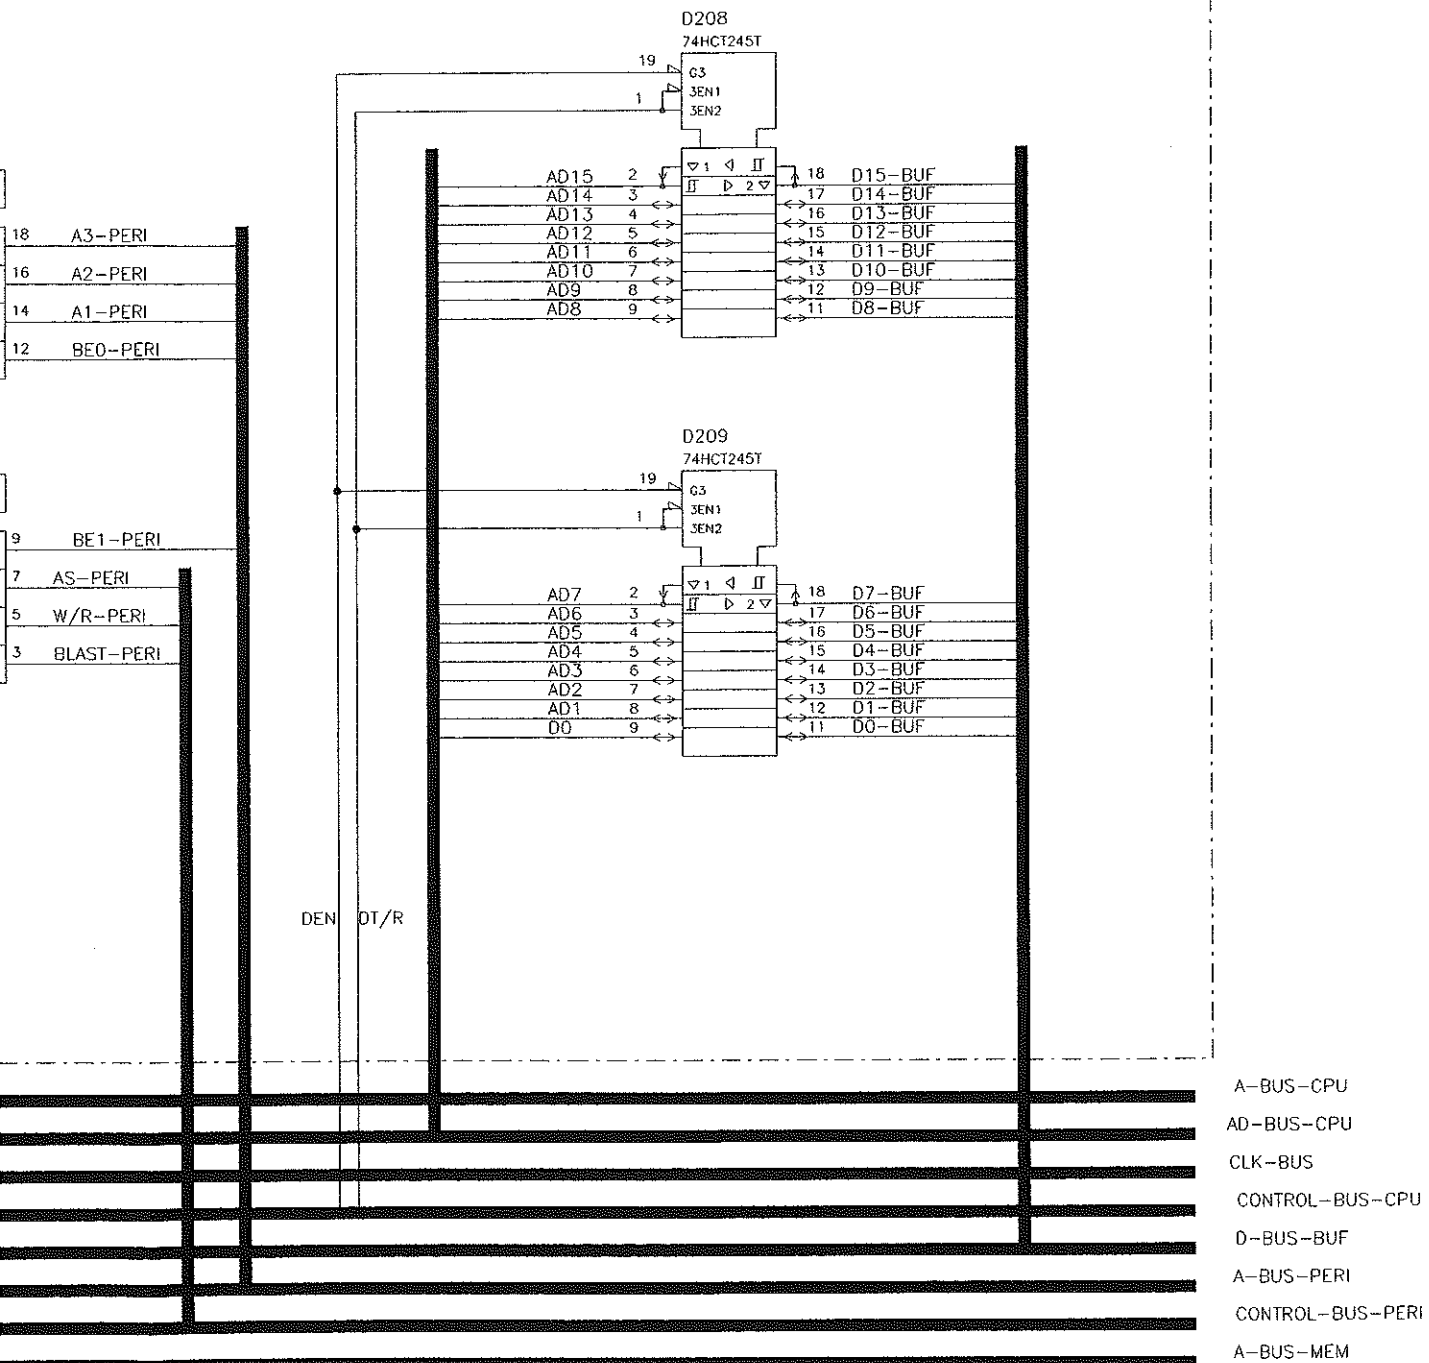 D208
74HCT245T
19 G3
3EN1
1 3EN2
1
AD15 2 2 18 D15-BUF
AD14 3 17 D14-BUF
AD13 4 16 D13-BUF
AD12 5 15 D12-BUF
AD11 6 14 D11-BUF
AD10 7 13 D10-BUF
AD9 8 12 D9-BUF
AD8 9 11 D8-BUF
18 A3-PERI
16 A2-PERI
14 A1-PERI
12 BE0-PERI
D209
74HCT245T
19 G3
3EN1
1 3EN2
1
AD7 2 2 18 D7-BUF
AD6 3 17 D6-BUF
AD5 4 16 D5-BUF
AD4 5 15 D4-BUF
AD3 6 14 D3-BUF
AD2 7 13 D2-BUF
AD1 8 12 D1-BUF
D0 9 11 D0-BUF
9 BE1-PERI
7 AS-PERI
5 W/R-PERI
3 BLAST-PERI
DEN DT/R
A-BUS-CPU
AD-BUS-CPU
CLK-BUS
CONTROL-BUS-CPU
D-BUS-BUF
A-BUS-PERI
CONTROL-BUS-PERI
A-BUS-MEM